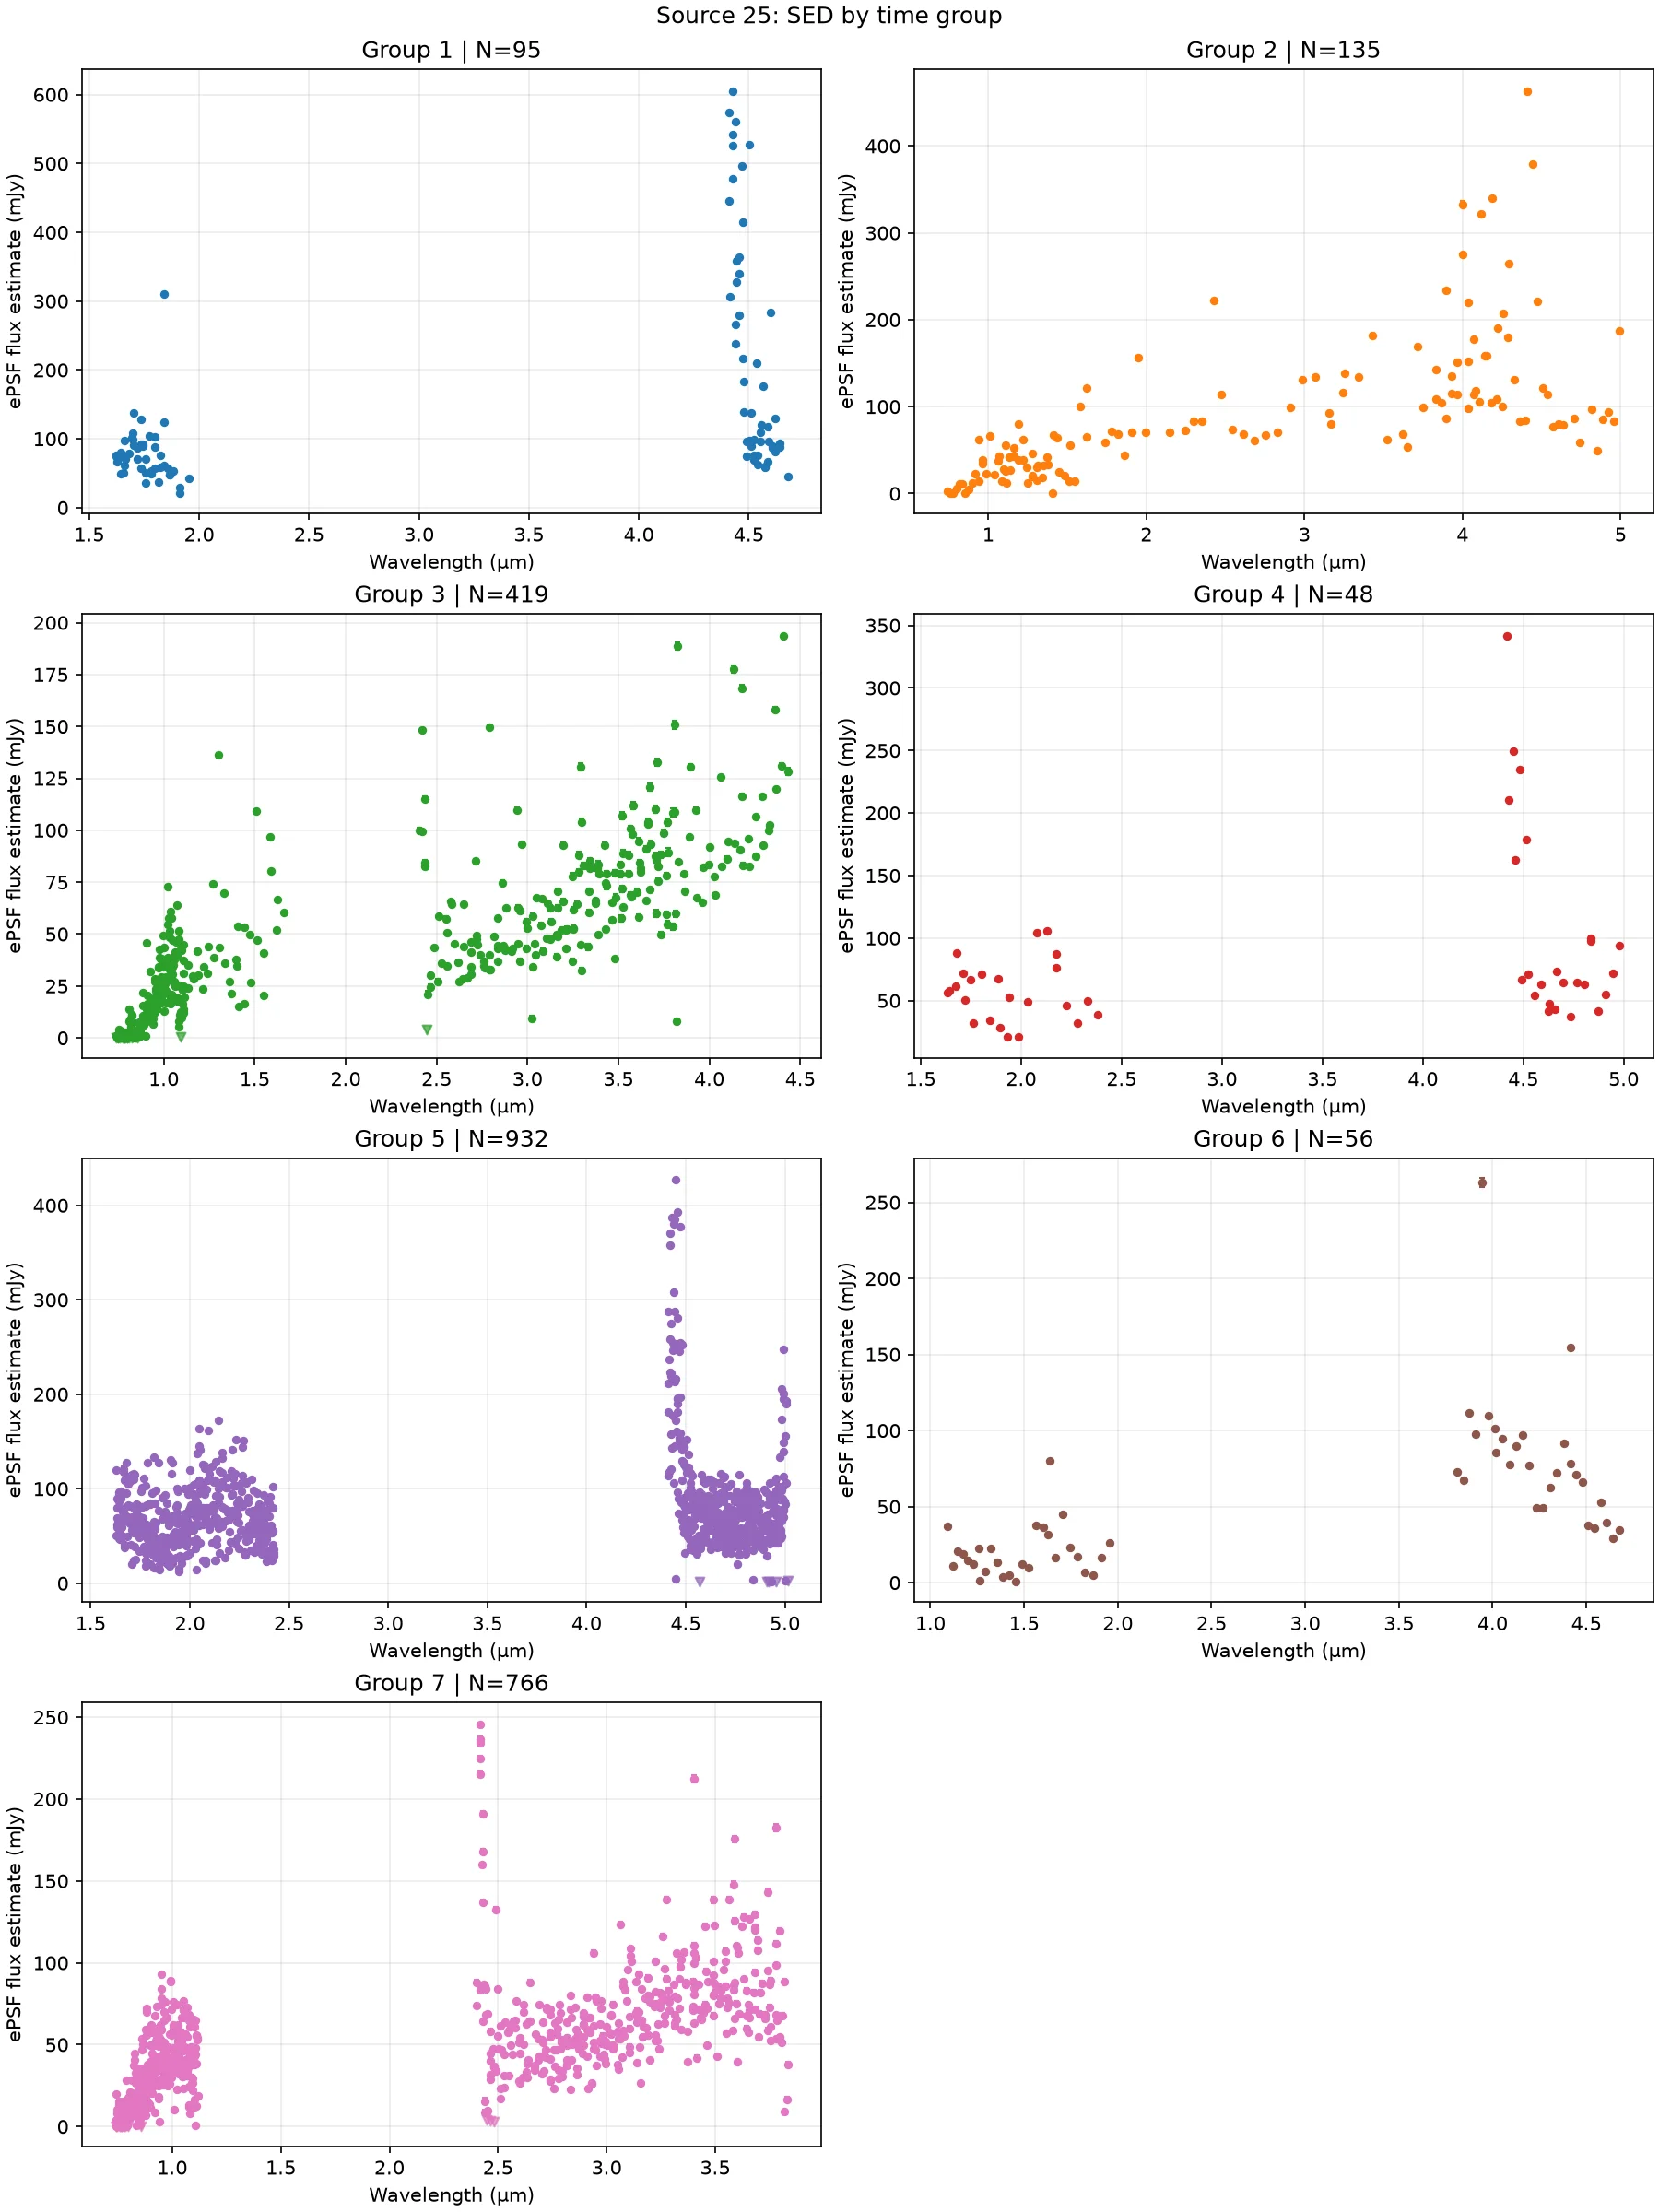 Source 25: SED by time group
Group 1 | N=95
600
500
400
300
200
100
0
ePSF flux estimate (mJy)
1.5 2.0 2.5 3.0 3.5 4.0 4.5
Wavelength (μm)
Group 2 | N=135
400
300
200
100
0
ePSF flux estimate (mJy)
1 2 3 4 5
Wavelength (μm)
Group 3 | N=419
200
175
150
125
100
75
50
25
0
ePSF flux estimate (mJy)
1.0 1.5 2.0 2.5 3.0 3.5 4.0 4.5
Wavelength (μm)
Group 4 | N=48
350
300
250
200
150
100
50
ePSF flux estimate (mJy)
1.5 2.0 2.5 3.0 3.5 4.0 4.5 5.0
Wavelength (μm)
Group 5 | N=932
400
300
200
100
0
ePSF flux estimate (mJy)
1.5 2.0 2.5 3.0 3.5 4.0 4.5 5.0
Wavelength (μm)
Group 6 | N=56
250
200
150
100
50
0
ePSF flux estimate (mJy)
1.0 1.5 2.0 2.5 3.0 3.5 4.0 4.5
Wavelength (μm)
Group 7 | N=766
250
200
150
100
50
0
ePSF flux estimate (mJy)
1.0 1.5 2.0 2.5 3.0 3.5
Wavelength (μm)